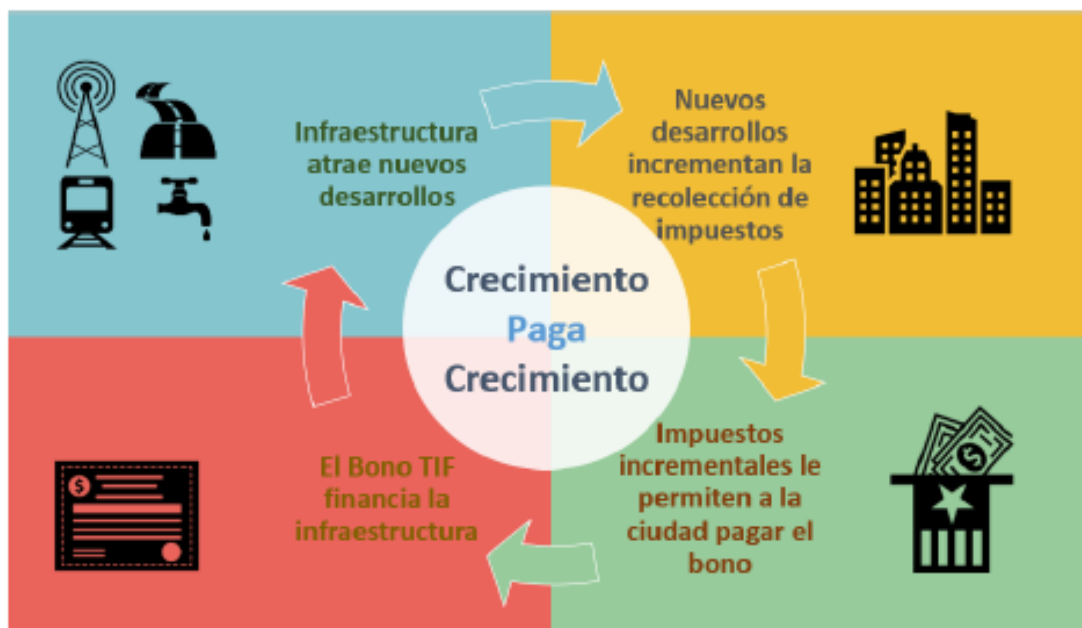 Infraestructura
atrae nuevos
desarrollos
Nuevos
desarrollos
incrementan la
recolección de
impuestos
Crecimiento
Paga
Crecimiento
El Bono TIF
financia la
infraestructura
Impuestos
incrementales le
permiten a la
ciudad pagar el
bono
$
$